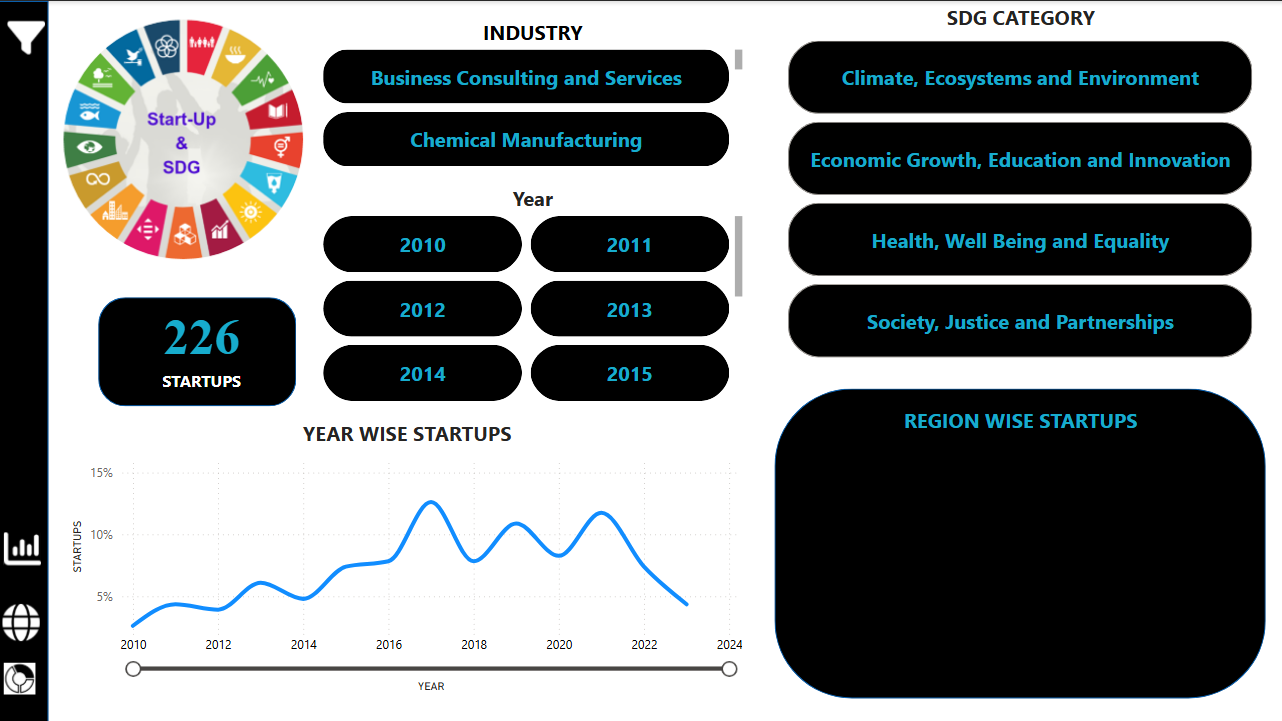 Start-Up
&
SDG
226
STARTUPS
INDUSTRY
Business Consulting and Services
Chemical Manufacturing
Year
2010
2011
2012
2013
2014
2015
SDG CATEGORY
Climate, Ecosystems and Environment
Economic Growth, Education and Innovation
Health, Well Being and Equality
Society, Justice and Partnerships
YEAR WISE STARTUPS
15%
10%
5%
STARTUPS
2010 2012 2014 2016 2018 2020 2022 2024
YEAR
REGION WISE STARTUPS